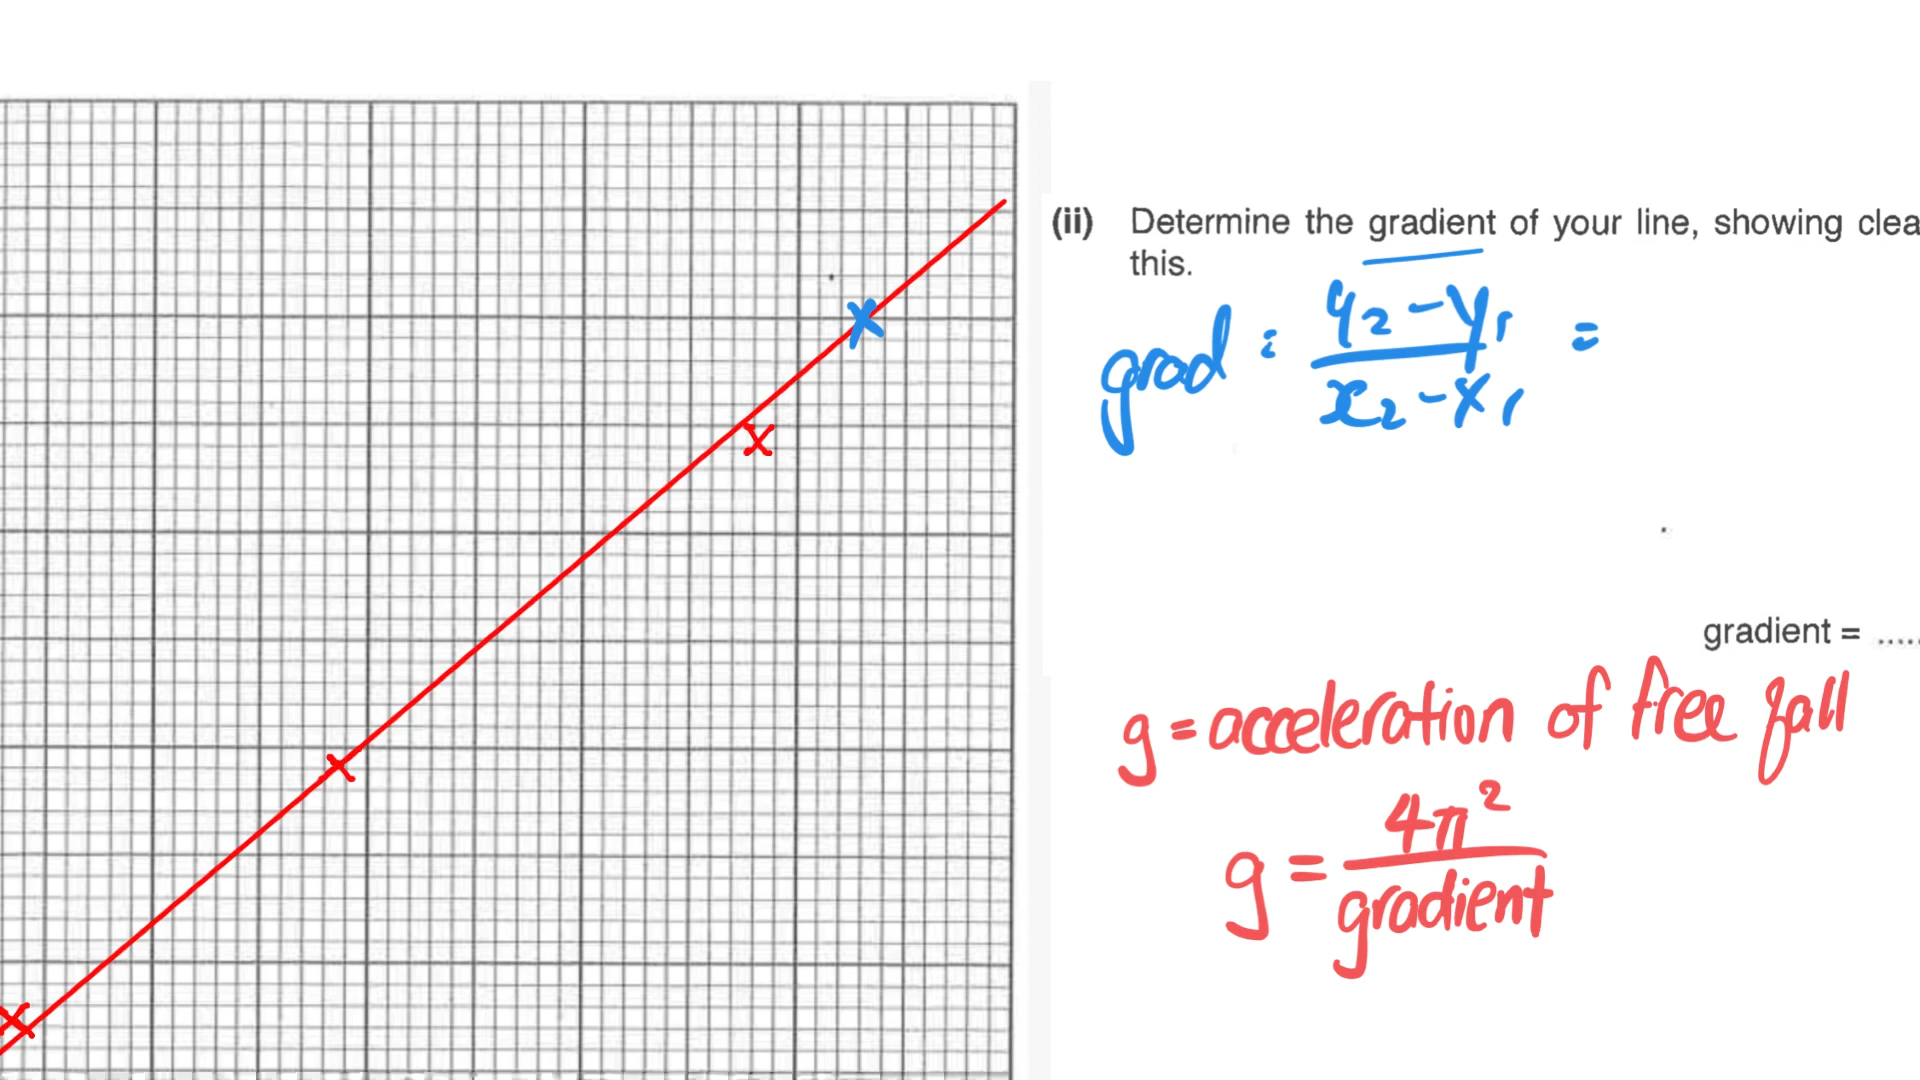 (ii) Determine the gradient of your line, showing clea
this.
grad = y2-y1 / x2-x1 =
gradient = .....
g = acceleration of free fall
g = 4π² / gradient